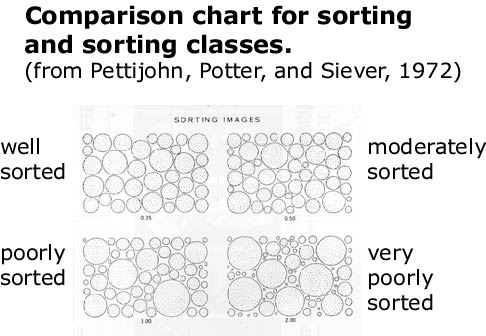 Comparison chart for sorting
and sorting classes.
(from Pettijohn, Potter, and Siever, 1972)
SORTING IMAGES
well
sorted
moderately
sorted
0.35
0.50
poorly
sorted
very
poorly
sorted
1.00
2.00